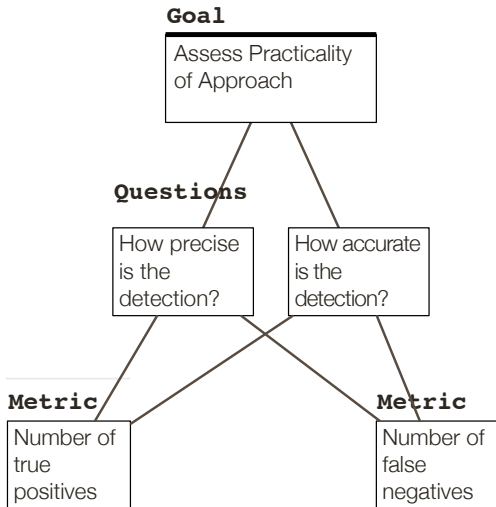 Goal
Assess Practicality
of Approach
Questions
How precise
is the
detection?
How accurate
is the
detection?
Metric
Number of
true
positives
Metric
Number of
false
negatives